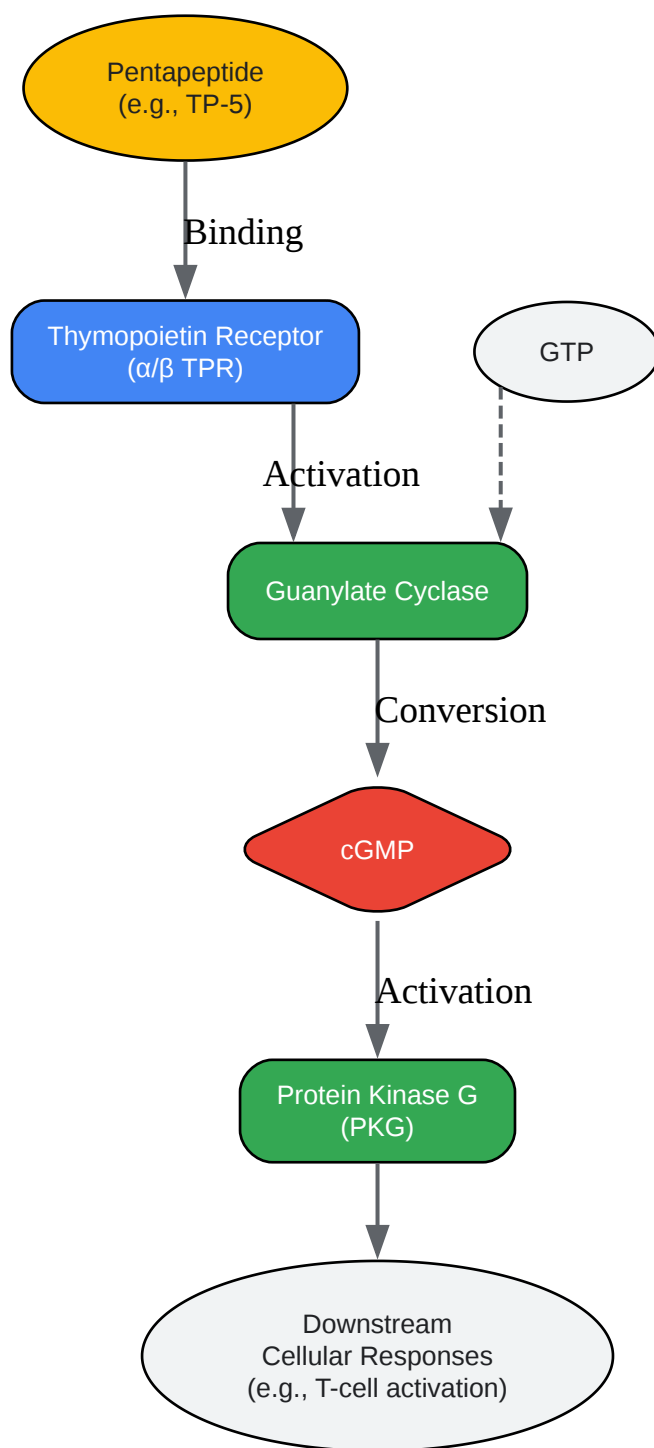 Pentapeptide
(e.g., TP-5)
Binding
Thymopoietin Receptor
(α/β TPR)
GTP
Activation
Guanylate Cyclase
Conversion
cGMP
Activation
Protein Kinase G
(PKG)
Downstream
Cellular Responses
(e.g., T-cell activation)